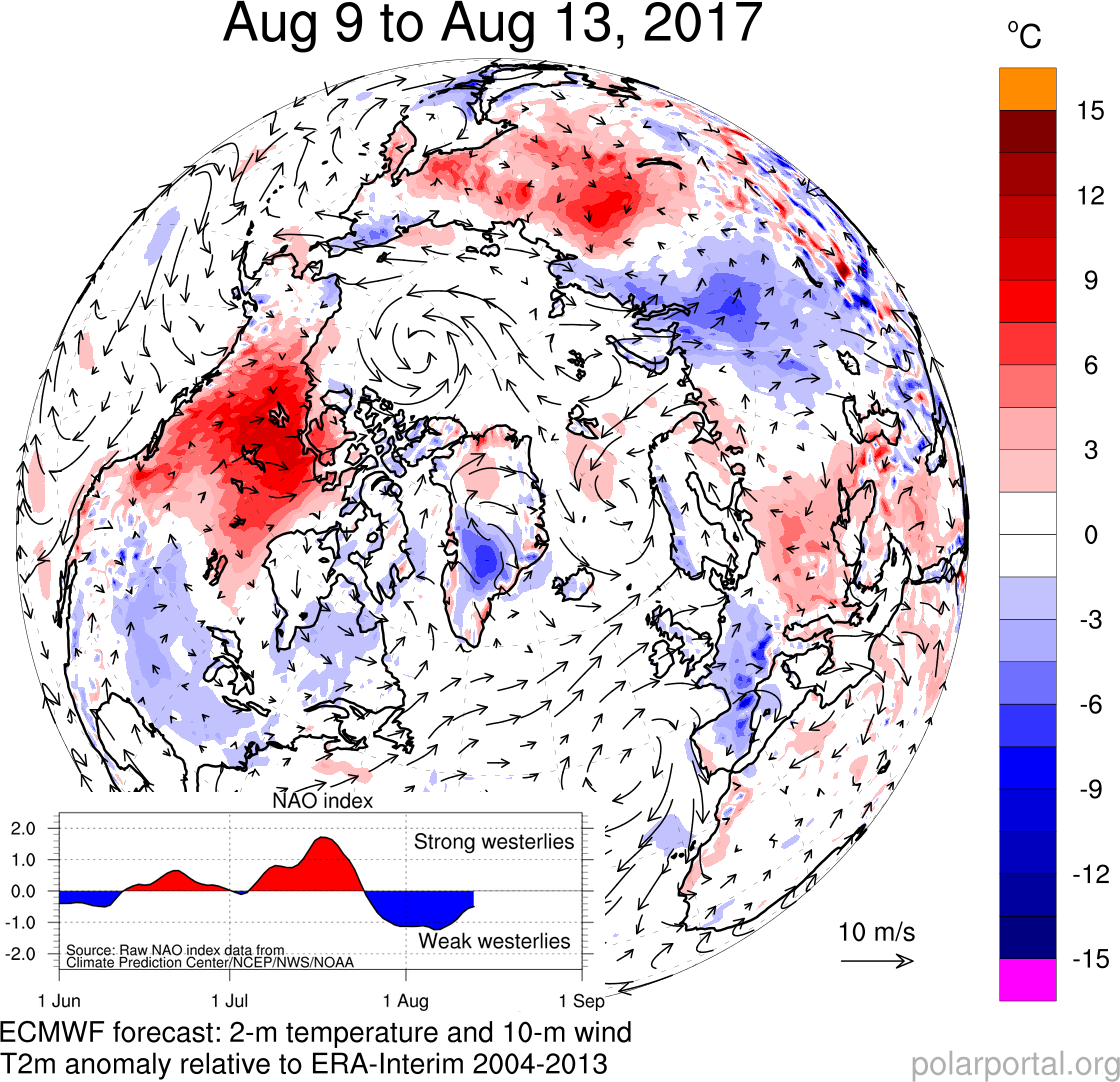 Aug 9 to Aug 13, 2017
°C
15
12
9
6
3
0
-3
-6
-9
-12
-15
NAO index
2.0
1.0
0.0
-1.0
-2.0
Strong westerlies
Weak westerlies
Source: Raw NAO index data from
Climate Prediction Center/NCEP/NWS/NOAA
1 Jun
1 Jul
1 Aug
1 Sep
10 m/s
ECMWF forecast: 2-m temperature and 10-m wind
T2m anomaly relative to ERA-Interim 2004-2013
polarportal.org